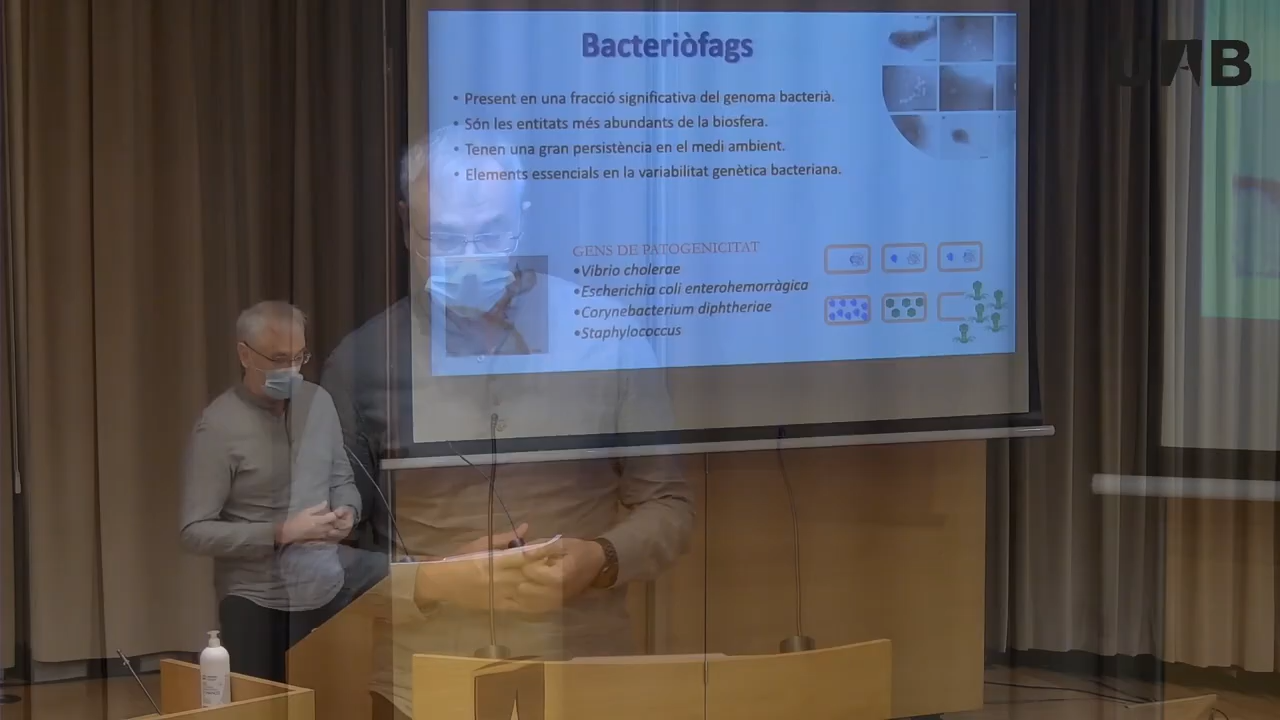 Bacteriòfags
UAB
• Present en una fracció significativa del genoma bacterià.
• Són les entitats més abundants de la biosfera.
• Tenen una gran persistència en el medi ambient.
• Elements essencials en la variabilitat genètica bacteriana.
GENS DE PATOGENICITAT
•Vibrio cholerae
•Escherichia coli enterohemorràgica
•Corynebacterium diphtheriae
•Staphylococcus